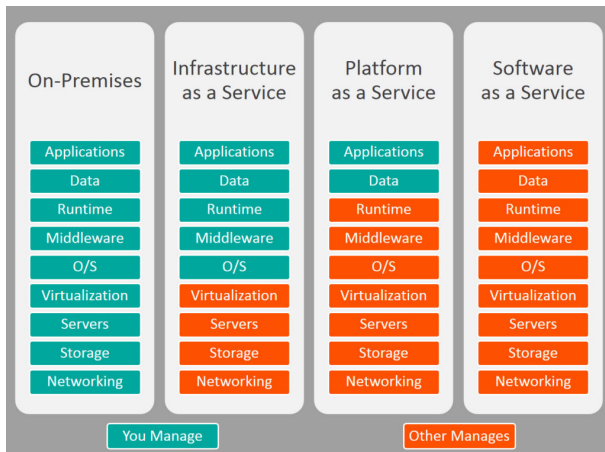 On-Premises
Applications
Data
Runtime
Middleware
O/S
Virtualization
Servers
Storage
Networking
Infrastructure
as a Service
Applications
Data
Runtime
Middleware
O/S
Virtualization
Servers
Storage
Networking
Platform
as a Service
Applications
Data
Runtime
Middleware
O/S
Virtualization
Servers
Storage
Networking
Software
as a Service
Applications
Data
Runtime
Middleware
O/S
Virtualization
Servers
Storage
Networking
You Manage
Other Manages